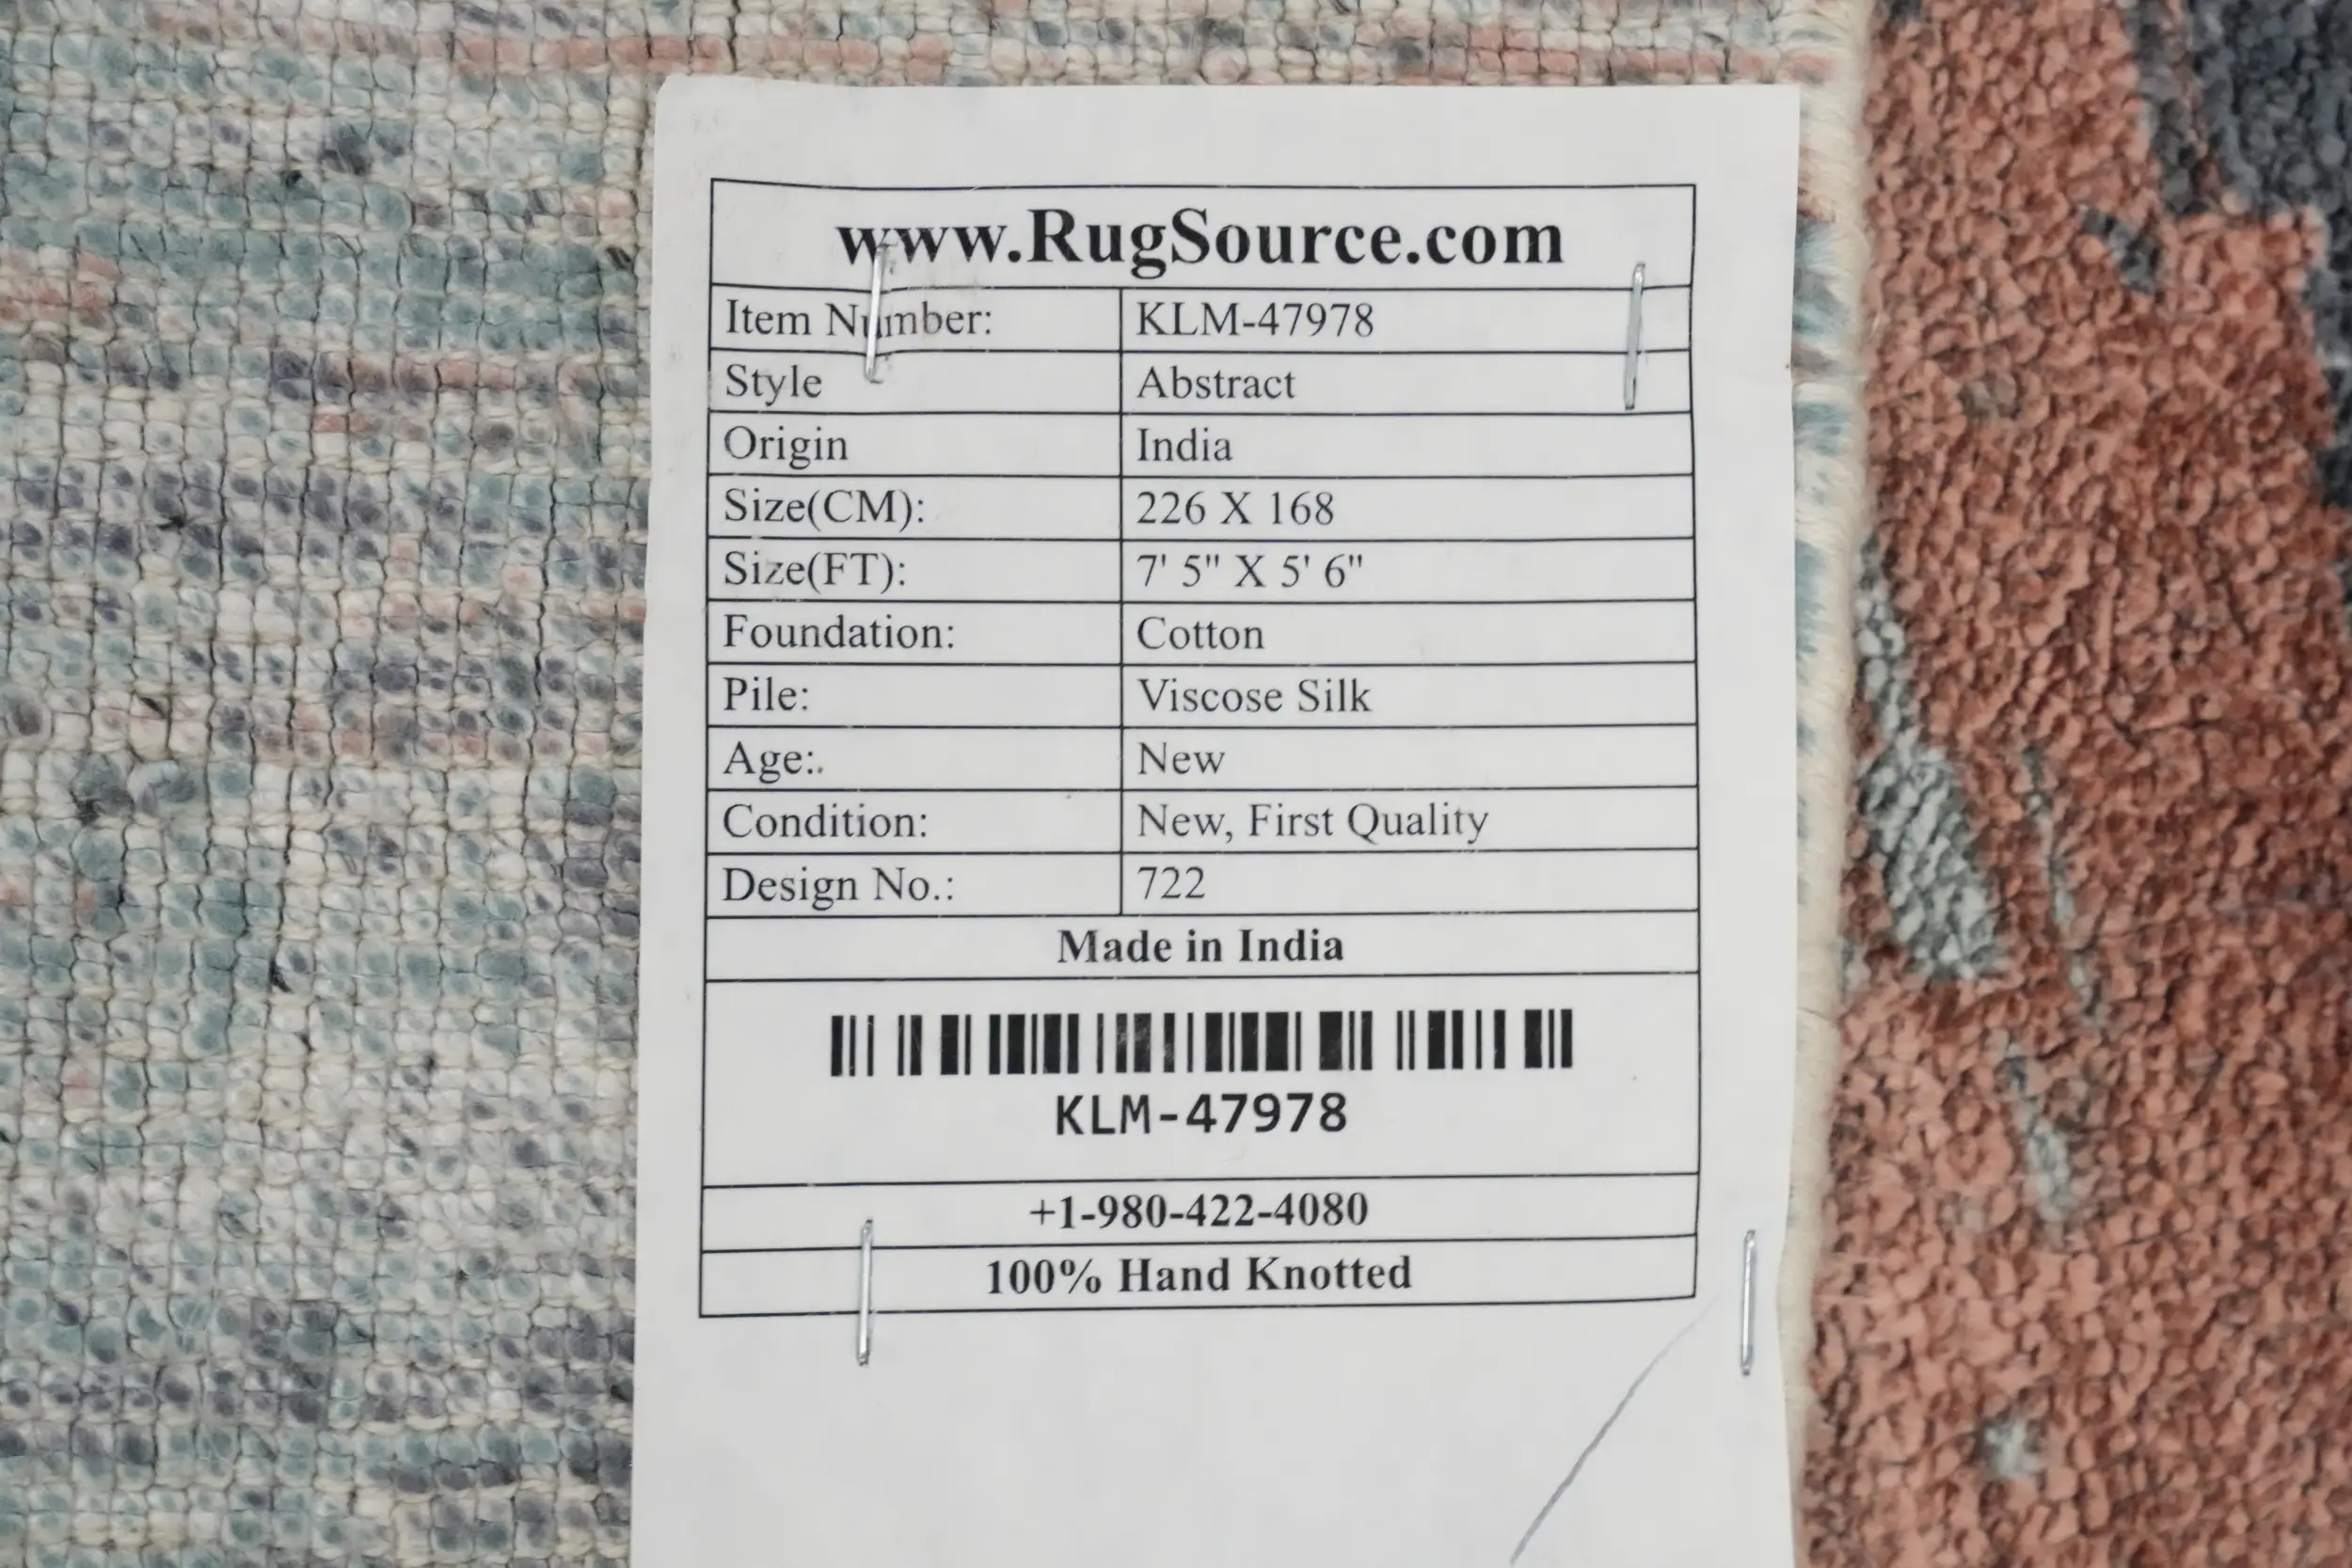 www.RugSource.com
Item Number: KLM-47978
Style Abstract
Origin India
Size(CM): 226 X 168
Size(FT): 7' 5" X 5' 6"
Foundation: Cotton
Pile: Viscose Silk
Age:. New
Condition: New, First Quality
Design No.: 722
Made in India
KLM-47978
+1-980-422-4080
100% Hand Knotted